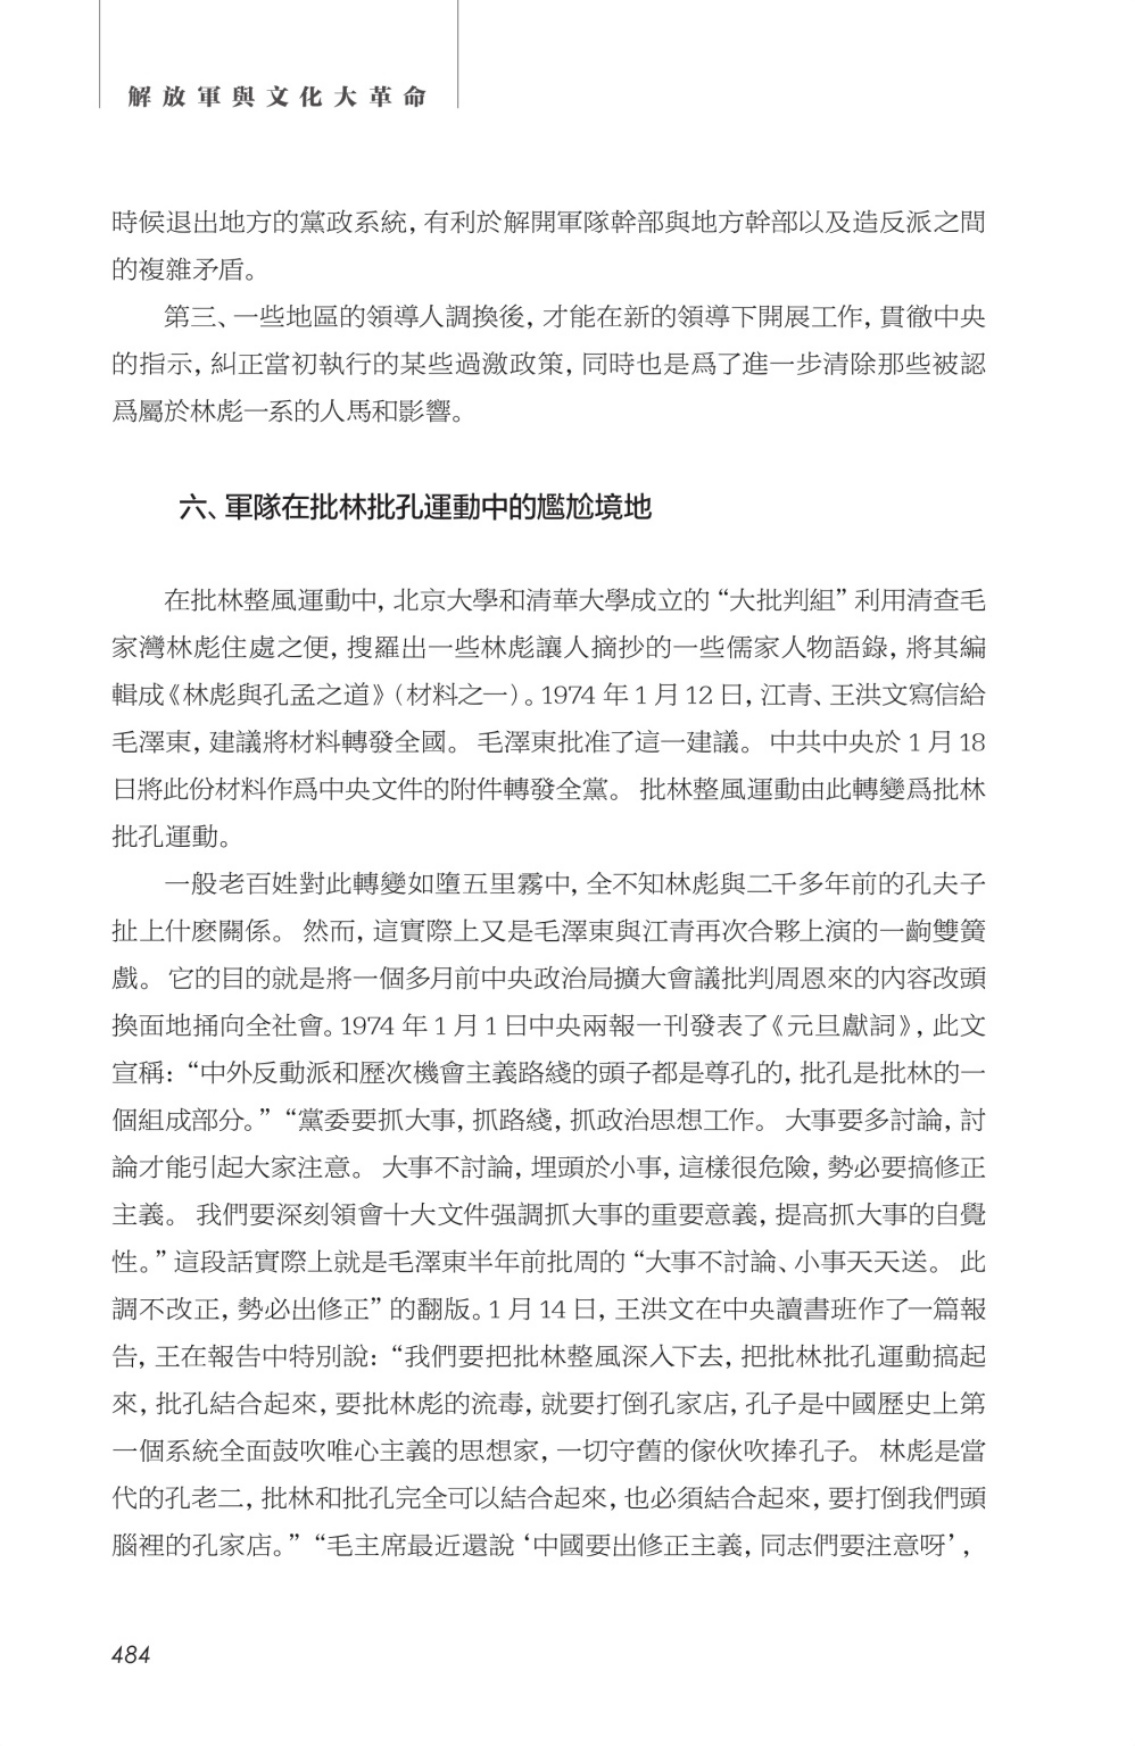 解放軍與文化大革命
時候退出地方的黨政系統，有利於解開軍隊幹部與地方幹部以及造反派之間
的複雜矛盾。
第三、一些地區的領導人調換後，才能在新的領導下開展工作，貫徹中央
的指示，糾正當初執行的某些過激政策，同時也是爲了進一步清除那些被認
爲屬於林彪一系的人馬和影響。
六、軍隊在批林批孔運動中的尷尬境地
在批林整風運動中，北京大學和清華大學成立的“大批判組”利用清查毛
家灣林彪住處之便，搜羅出一些林彪讓人摘抄的一些儒家人物語錄，將其編
輯成《林彪與孔孟之道》（材料之一）。1974 年 1 月 12 日，江青、王洪文寫信給
毛澤東，建議將材料轉發全國。 毛澤東批准了這一建議。 中共中央於 1 月 18
日將此份材料作爲中央文件的附件轉發全黨。 批林整風運動由此轉變爲批林
批孔運動。
一般老百姓對此轉變如墮五里霧中，全不知林彪與二千多年前的孔夫子
扯上什麽關係。 然而，這實際上又是毛澤東與江青再次合夥上演的一齣雙簧
戲。 它的目的就是將一個多月前中央政治局擴大會議批判周恩來的內容改頭
換面地捅向全社會。1974 年 1 月 1 日中央兩報一刊發表了《元旦獻詞》，此文
宣稱：“中外反動派和歷次機會主義路綫的頭子都是尊孔的，批孔是批林的一
個組成部分。”“黨委要抓大事，抓路綫，抓政治思想工作。 大事要多討論，討
論才能引起大家注意。 大事不討論，埋頭於小事，這樣很危險，勢必要搞修正
主義。 我們要深刻領會十大文件强調抓大事的重要意義，提高抓大事的自覺
性。”這段話實際上就是毛澤東半年前批周的“大事不討論、小事天天送。 此
調不改正，勢必出修正”的翻版。1 月 14 日，王洪文在中央讀書班作了一篇報
告，王在報告中特別說：“我們要把批林整風深入下去，把批林批孔運動搞起
來，批孔結合起來，要批林彪的流毒，就要打倒孔家店，孔子是中國歷史上第
一個系統全面鼓吹唯心主義的思想家，一切守舊的傢伙吹捧孔子。 林彪是當
代的孔老二，批林和批孔完全可以結合起來，也必須結合起來，要打倒我們頭
腦裡的孔家店。”“毛主席最近還說‘中國要出修正主義，同志們要注意呀’，
484